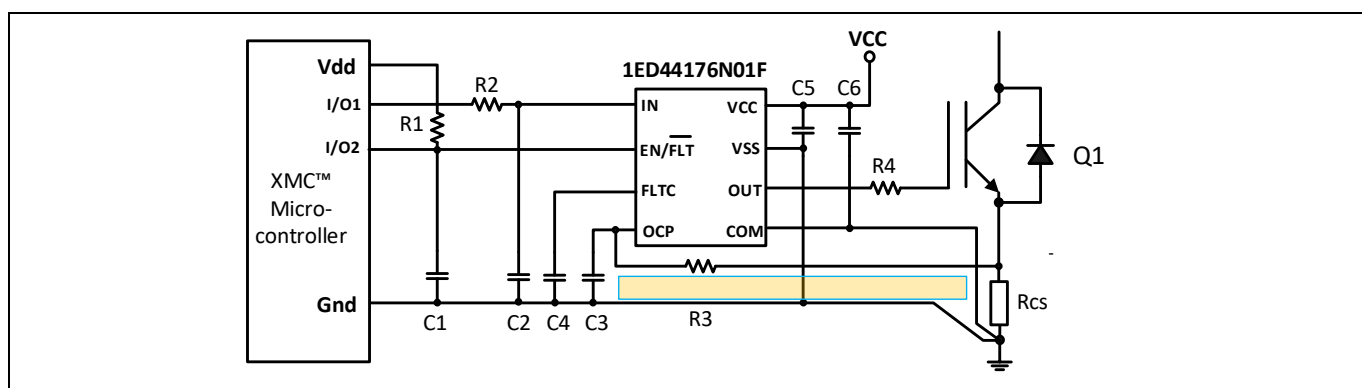 VCC
Vdd
1ED44176N01F
R2
C5
C6
I/O1
IN
VCC
R1
I/O2
EN/FLT
VSS
R4
Q1
XMC™
Micro-
controller
FLTC
OUT
OCP
COM
-
Gnd
Rcs
C1
C2
C4
C3
R3